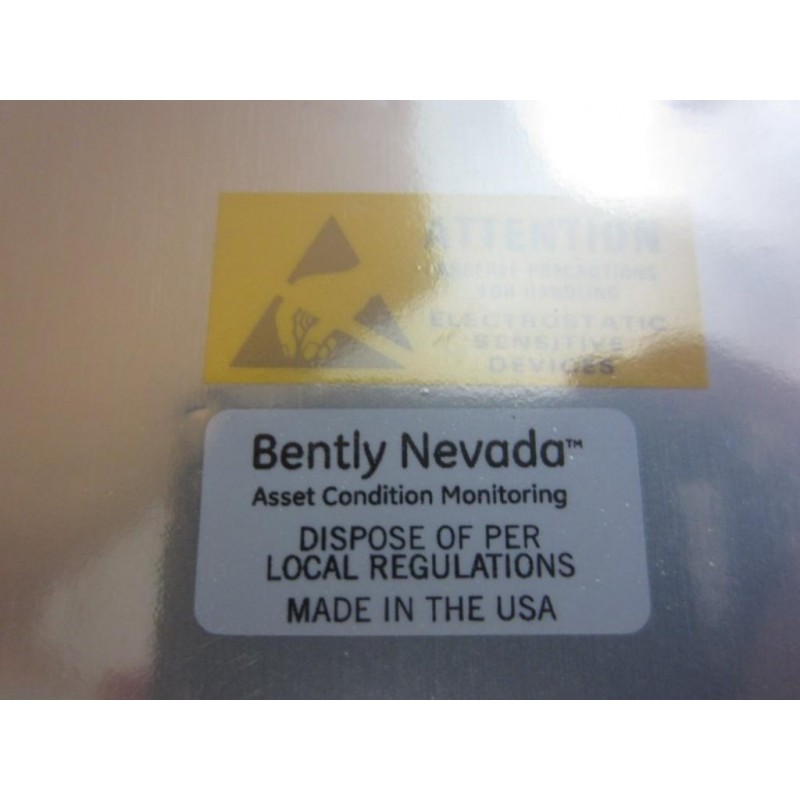 ATTENTION
OBSERVE PRECAUTIONS
FOR HANDLING
ELECTROSTATIC
SENSITIVE
DEVICES
Bently Nevada™
Asset Condition Monitoring
DISPOSE OF PER
LOCAL REGULATIONS
MADE IN THE USA